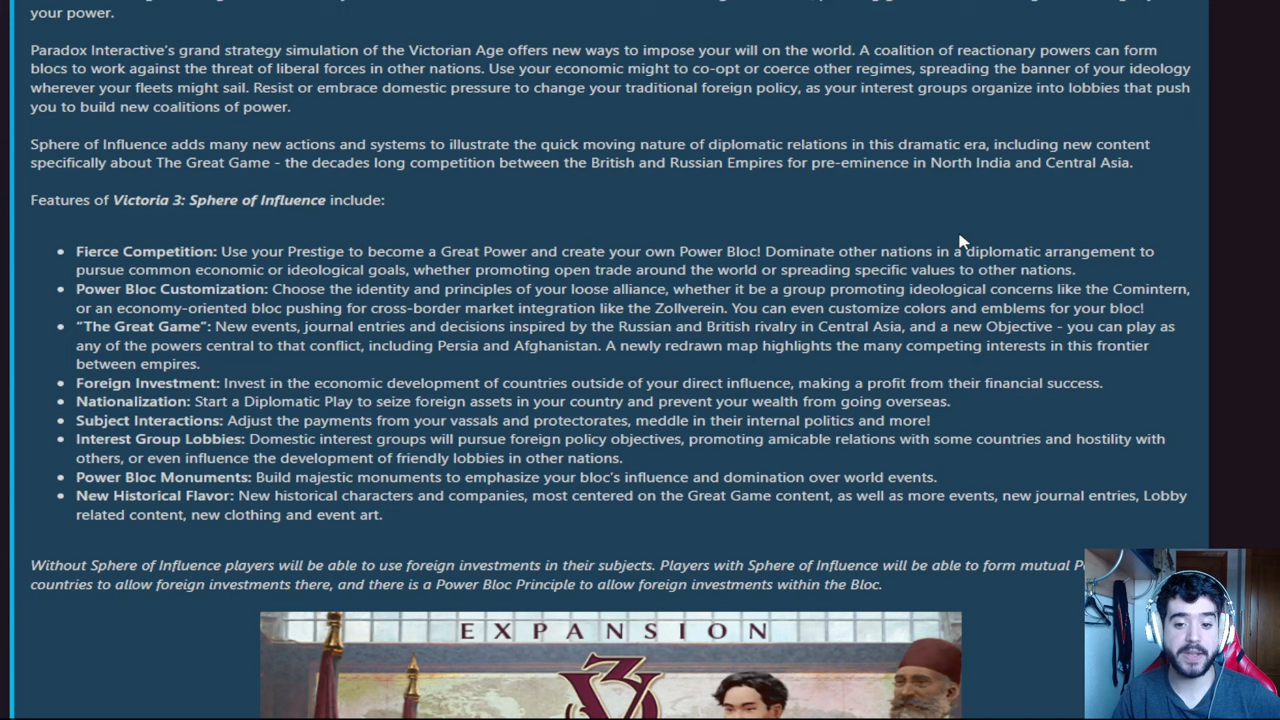 your power.
Paradox Interactive's grand strategy simulation of the Victorian Age offers new ways to impose your will on the world. A coalition of reactionary powers can form
blocs to work against the threat of liberal forces in other nations. Use your economic might to co-opt or coerce other regimes, spreading the banner of your ideology
wherever your fleets might sail. Resist or embrace domestic pressure to change your traditional foreign policy, as your interest groups organize into lobbies that push
you to build new coalitions of power.
Sphere of Influence adds many new actions and systems to illustrate the quick moving nature of diplomatic relations in this dramatic era, including new content
specifically about The Great Game - the decades long competition between the British and Russian Empires for pre-eminence in North India and Central Asia.
Features of Victoria 3: Sphere of Influence include:
• Fierce Competition: Use your Prestige to become a Great Power and create your own Power Bloc! Dominate other nations in a diplomatic arrangement to
pursue common economic or ideological goals, whether promoting open trade around the world or spreading specific values to other nations.
• Power Bloc Customization: Choose the identity and principles of your loose alliance, whether it be a group promoting ideological concerns like the Comintern,
or an economy-oriented bloc pushing for cross-border market integration like the Zollverein. You can even customize colors and emblems for your bloc!
• "The Great Game": New events, journal entries and decisions inspired by the Russian and British rivalry in Central Asia, and a new Objective - you can play as
any of the powers central to that conflict, including Persia and Afghanistan. A newly redrawn map highlights the many competing interests in this frontier
between empires.
• Foreign Investment: Invest in the economic development of countries outside of your direct influence, making a profit from their financial success.
• Nationalization: Start a Diplomatic Play to seize foreign assets in your country and prevent your wealth from going overseas.
• Subject Interactions: Adjust the payments from your vassals and protectorates, meddle in their internal politics and more!
• Interest Group Lobbies: Domestic interest groups will pursue foreign policy objectives, promoting amicable relations with some countries and hostility with
others, or even influence the development of friendly lobbies in other nations.
• Power Bloc Monuments: Build majestic monuments to emphasize your bloc's influence and domination over world events.
• New Historical Flavor: New historical characters and companies, most centered on the Great Game content, as well as more events, new journal entries, Lobby
related content, new clothing and event art.
Without Sphere of Influence players will be able to use foreign investments in their subjects. Players with Sphere of Influence will be able to form mutual
countries to allow foreign investments there, and there is a Power Bloc Principle to allow foreign investments within the Bloc.
EXPANSION
V3